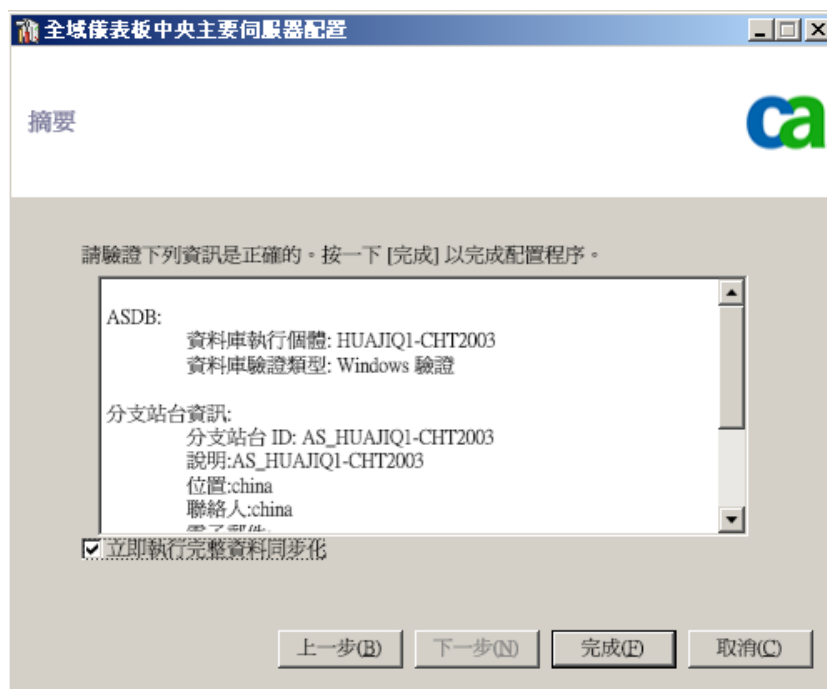 全域儀表板中央主要伺服器配置
摘要
ca
請驗證下列資訊是正確的。按一下 [完成] 以完成配置程序。
ASDB:
資料庫執行個體: HUAJIQ1-CHT2003
資料庫驗證類型: Windows 驗證
分支站台資訊:
分支站台 ID: AS_HUAJIQ1-CHT2003
說明:AS_HUAJIQ1-CHT2003
位置:china
聯絡人:china
電子郵件:
立即執行完整資料同步化
上一步(B)
下一步(N)
完成(F)
取消(C)